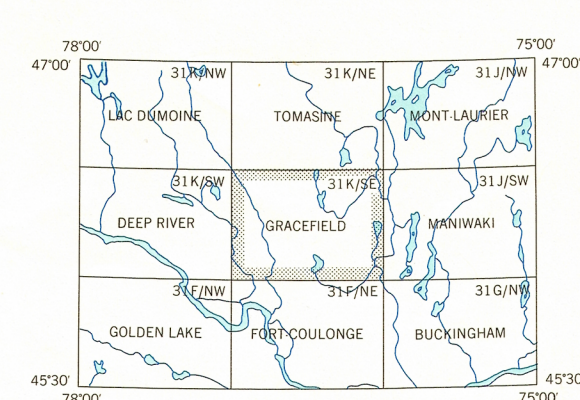 78°00′ 75°00′
47°00′ 47°00′
31K/NW 31K/NE 31J/NW
LAC DUMOINE TOMASINE MONT-LAURIER
31K/SW 31K/SE 31J/SW
DEEP RIVER GRACEFIELD MANIWAKI
31F/NW 31F/NE 31G/NW
GOLDEN LAKE FORT-COULONGE BUCKINGHAM
45°30′ 45°30′
78°00′ 75°00′